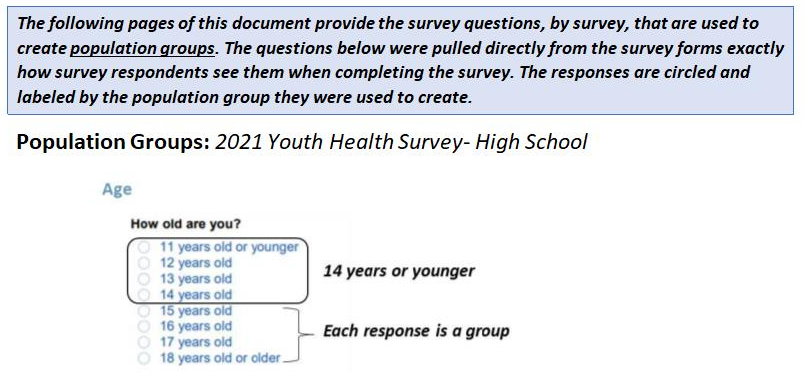 The following pages of this document provide the survey questions, by survey, that are used to
create population groups. The questions below were pulled directly from the survey forms exactly
how survey respondents see them when completing the survey. The responses are circled and
labeled by the population group they were used to create.
Population Groups: 2021 Youth Health Survey- High School
Age
How old are you?
11 years old or younger
12 years old
13 years old
14 years old
14 years or younger
15 years old
16 years old
17 years old
18 years old or older
Each response is a group